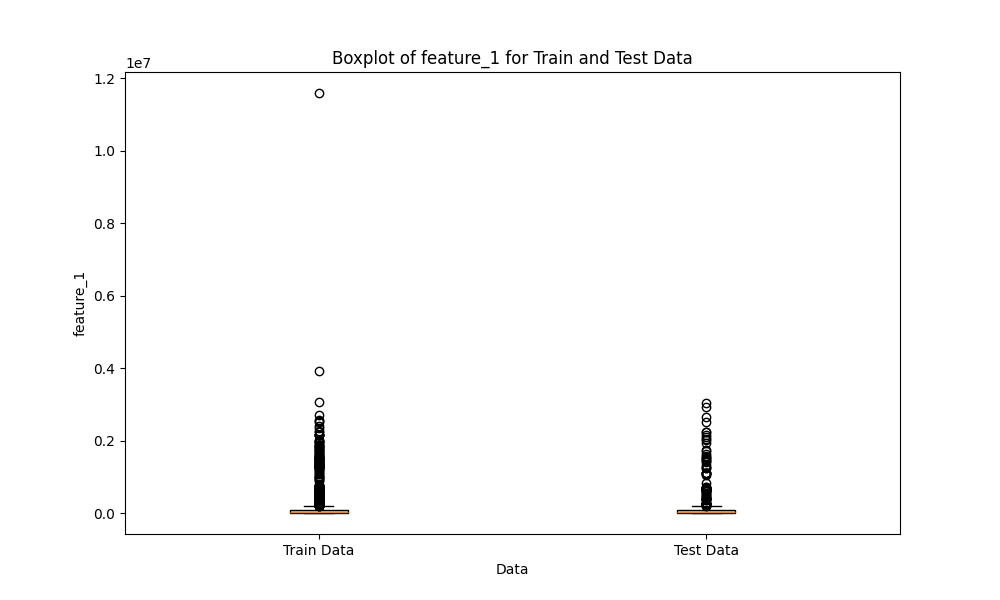 Boxplot of feature_1 for Train and Test Data
1e7
1.2
1.0
0.8
0.6
0.4
0.2
0.0
feature_1
Train Data
Test Data
Data